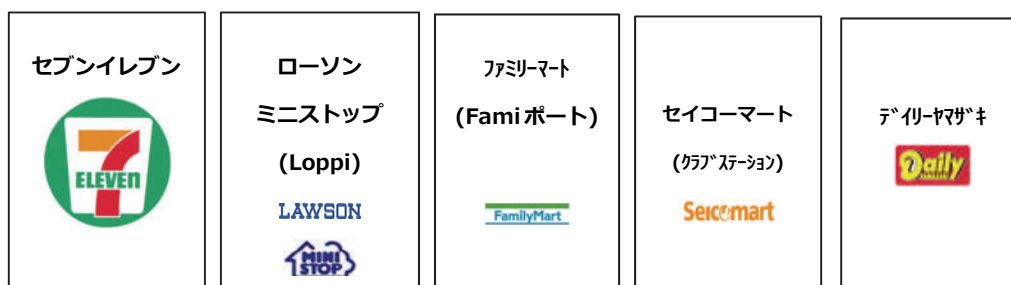 セブンイレブン
ELEVEN
ローソン
ミニストップ
(Loppi)
LAWSON
MINI
STOP
ﾌｧﾐﾘｰﾏｰﾄ
(Famiポート)
FamilyMart
セイコーマート
(ｸﾗﾌﾞｽﾃｰｼｮﾝ)
Seicomart
ﾃﾞｲﾘｰﾔﾏｻﾞｷ
Daily